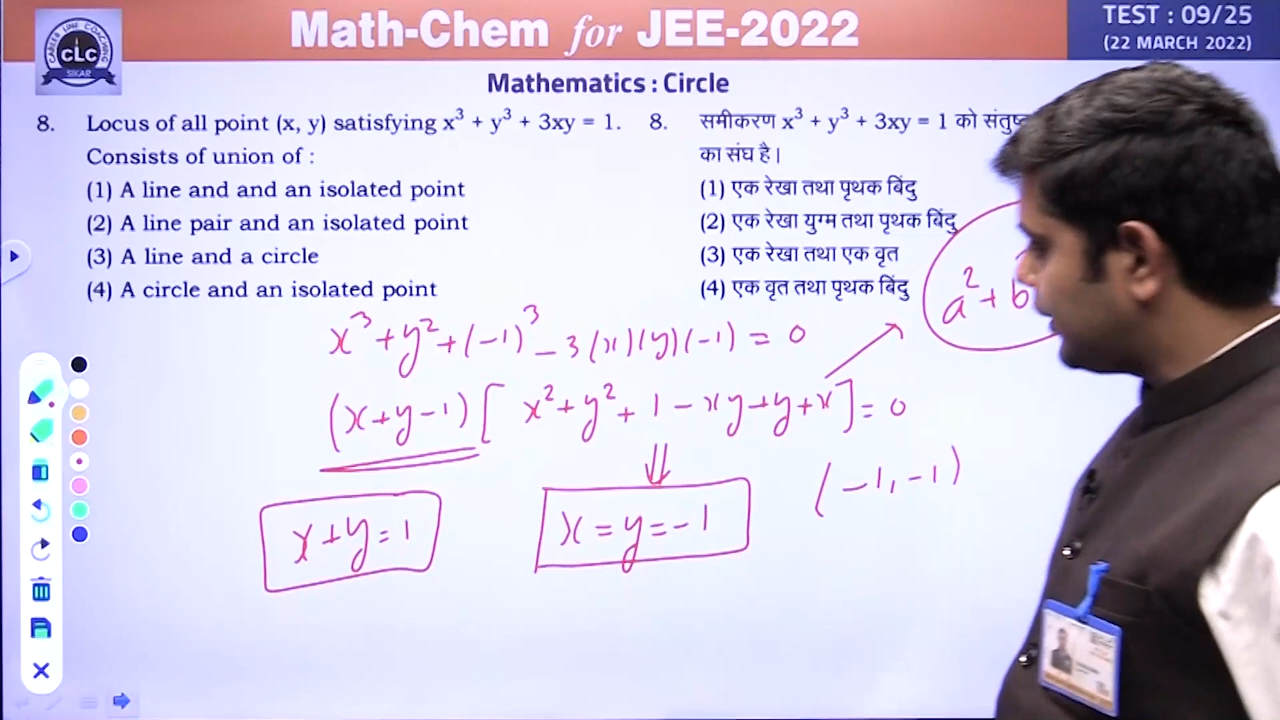 CAREER LINE COACHING
CLC
SIKAR
Math-Chem for JEE-2022
TEST : 09/25
(22 MARCH 2022)
Mathematics : Circle
8. Locus of all point (x, y) satisfying x³ + y³ + 3xy = 1.
Consists of union of :
(1) A line and and an isolated point
(2) A line pair and an isolated point
(3) A line and a circle
(4) A circle and an isolated point
8. समीकरण x³ + y³ + 3xy = 1 को
का संघ है।
(1) एक रेखा तथा पृथक बिंदु
(2) एक रेखा युग्म तथा पृथक बिंदु
(3) एक रेखा तथा एक वृत
(4) एक वृत तथा पृथक बिंदु
a² + b
x³ + y² + (-1)³ - 3(x)(y)(-1) = 0
(x+y-1)[x² + y² + 1 - xy + y + x] = 0
(-1, -1)
x+y=1
x=y=-1